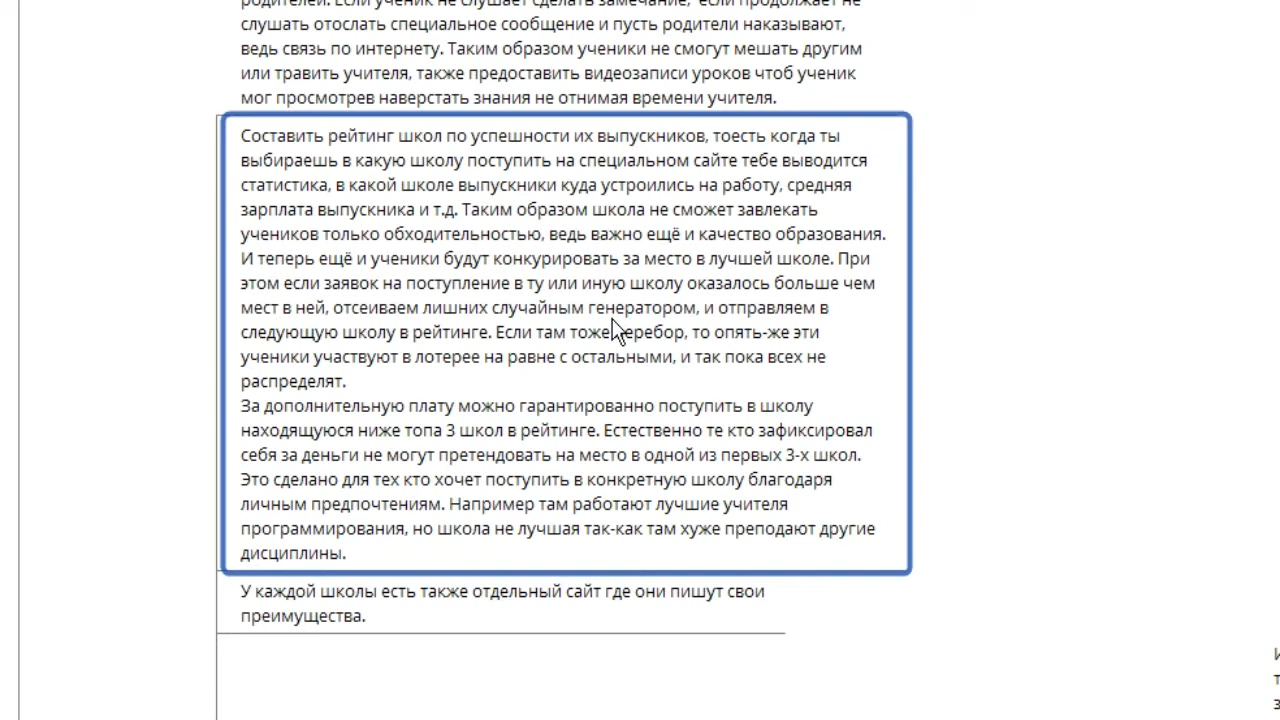 родителей. Если ученик не слушает сделать замечание, если продолжает не
слушать отослать специальное сообщение и пусть родители наказывают,
ведь связь по интернету. Таким образом ученики не смогут мешать другим
или травить учителя, также предоставить видеозаписи уроков чтоб ученик
мог просмотрев наверстать знания не отнимая времени учителя.
Составить рейтинг школ по успешности их выпускников, тоесть когда ты
выбираешь в какую школу поступить на специальном сайте тебе выводится
статистика, в какой школе выпускники куда устроились на работу, средняя
зарплата выпускника и т.д. Таким образом школа не сможет завлекать
учеников только обходительностью, ведь важно ещё и качество образования.
И теперь ещё и ученики будут конкурировать за место в лучшей школе. При
этом если заявок на поступление в ту или иную школу оказалось больше чем
мест в ней, отсеиваем лишних случайным генератором, и отправляем в
следующую школу в рейтинге. Если там тоже перебор, то опять-же эти
ученики участвуют в лотерее на равне с остальными, и так пока всех не
распределят.
За дополнительную плату можно гарантированно поступить в школу
находящуюся ниже топа 3 школ в рейтинге. Естественно те кто зафиксировал
себя за деньги не могут претендовать на место в одной из первых 3-х школ.
Это сделано для тех кто хочет поступить в конкретную школу благодаря
личным предпочтениям. Например там работают лучшие учителя
программирования, но школа не лучшая так-как там хуже преподают другие
дисциплины.
У каждой школы есть также отдельный сайт где они пишут свои
преимущества.